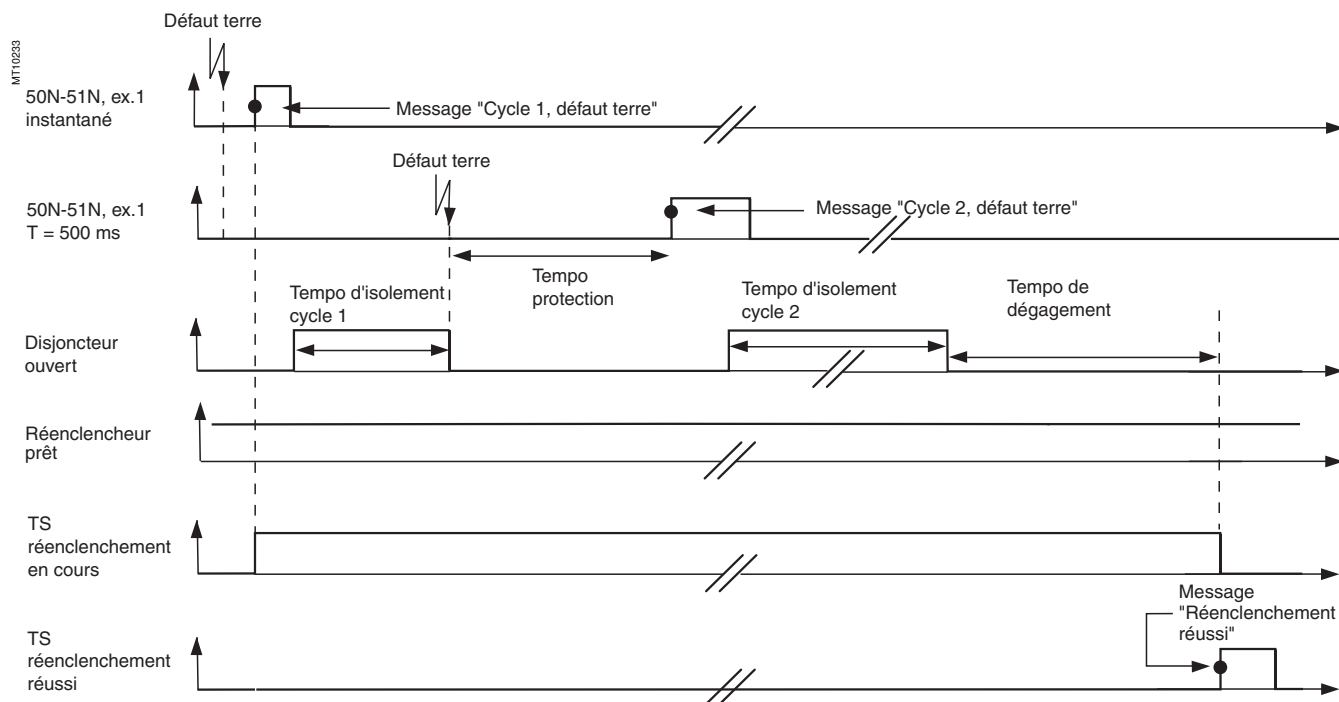 Défaut terre
MT10233
50N-51N, ex.1
instantané
Message "Cycle 1, défaut terre"
Défaut terre
50N-51N, ex.1
T = 500 ms
Message "Cycle 2, défaut terre"
Tempo
protection
Tempo d'isolement
cycle 1
Tempo d'isolement
cycle 2
Tempo de
dégagement
Disjoncteur
ouvert
Réenclencheur
prêt
TS
réenclenchement
en cours
Message
"Réenclenchement
réussi"
TS
réenclenchement
réussi